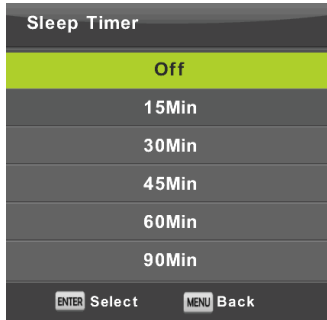 Sleep Timer
Off
15Min
30Min
45Min
60Min
90Min
ENTER Select MENU Back